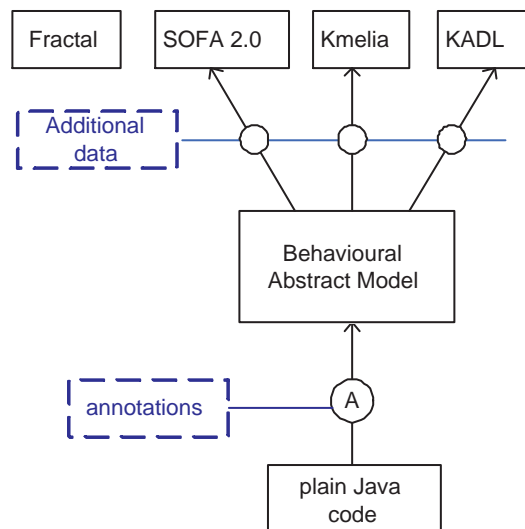 Fractal
SOFA 2.0
Kmelia
KADL
Additional
data
Behavioural
Abstract Model
annotations
A
plain Java
code